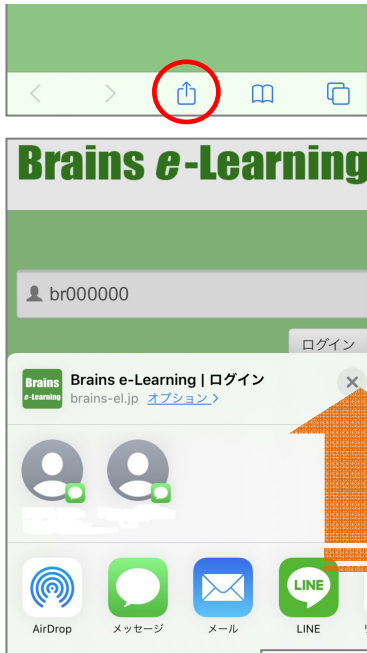 Brains e-Learning
br000000
ログイン
Brains
e-Learning
Brains e-Learning | ログイン
brains-el.jp オプション >
AirDrop
メッセージ
メール
LINE
LINE